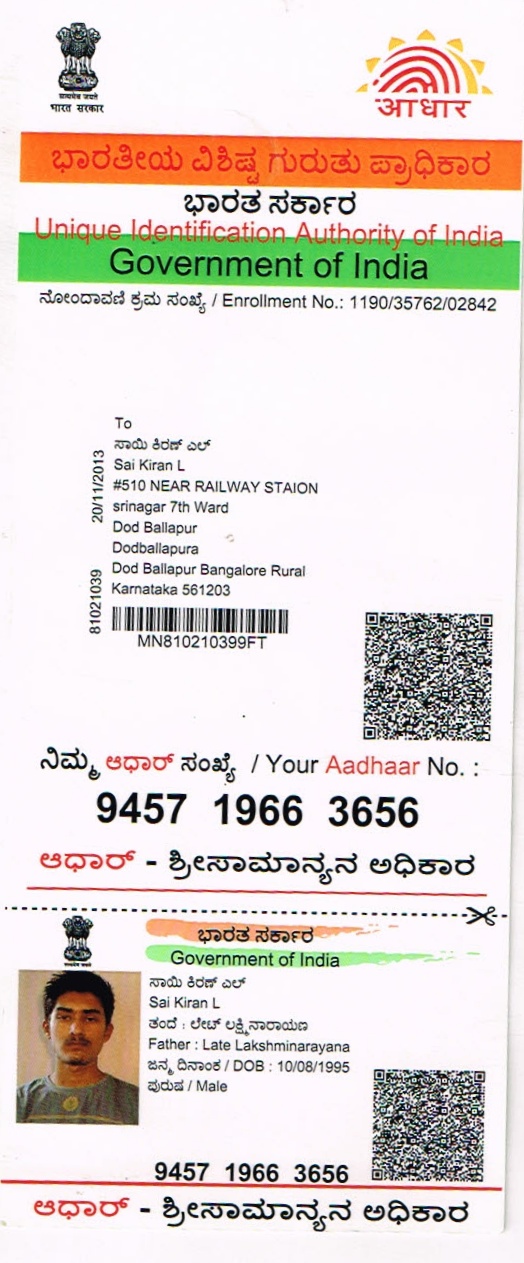 सत्यमेव जयते
भारत सरकार
आधार
ಭಾರತೀಯ ವಿಶಿಷ್ಟ ಗುರುತು ಪ್ರಾಧಿಕಾರ
ಭಾರತ ಸರ್ಕಾರ
Unique Identification Authority of India
Government of India
ನೋಂದಾವಣಿ ಕ್ರಮ ಸಂಖ್ಯೆ / Enrollment No.: 1190/35762/02842
To
ಸಾಯಿ ಕಿರಣ್ ಎಲ್
Sai Kiran L
#510 NEAR RAILWAY STAION
srinagar 7th Ward
Dod Ballapur
Dodballapura
Dod Ballapur Bangalore Rural
Karnataka 561203
20/11/2013
81021039
MN810210399FT
ನಿಮ್ಮ ಆಧಾರ್ ಸಂಖ್ಯೆ / Your Aadhaar No. :
9457 1966 3656
ಆಧಾರ್ - ಶ್ರೀಸಾಮಾನ್ಯನ ಅಧಿಕಾರ
ಭಾರತ ಸರ್ಕಾರ
Government of India
ಸಾಯಿ ಕಿರಣ್ ಎಲ್
Sai Kiran L
ತಂದೆ : ಲೇಟ್ ಲಕ್ಷ್ಮಿನಾರಾಯಣ
Father : Late Lakshminarayana
ಜನ್ಮ ದಿನಾಂಕ / DOB : 10/08/1995
ಪುರುಷ / Male
9457 1966 3656
ಆಧಾರ್ - ಶ್ರೀಸಾಮಾನ್ಯನ ಅಧಿಕಾರ